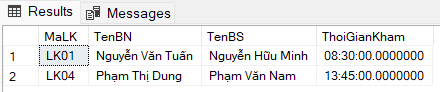 Results Messages
MaLK TenBN TenBS ThoiGianKham
1 LK01 Nguyễn Văn Tuấn Nguyễn Hữu Minh 08:30:00.0000000
2 LK04 Phạm Thị Dung Phạm Văn Nam 13:45:00.0000000